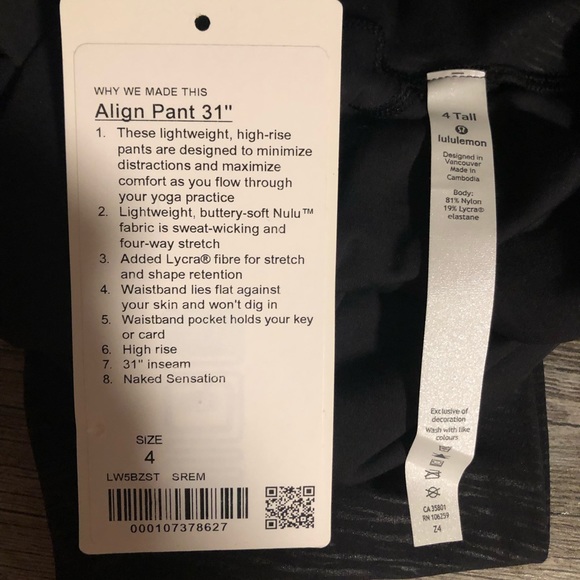 WHY WE MADE THIS
Align Pant 31"
1. These lightweight, high-rise
pants are designed to minimize
distractions and maximize
comfort as you flow through
your yoga practice
2. Lightweight, buttery-soft Nulu™
fabric is sweat-wicking and
four-way stretch
3. Added Lycra® fibre for stretch
and shape retention
4. Waistband lies flat against
your skin and won't dig in
5. Waistband pocket holds your key
or card
6. High rise
7. 31" inseam
8. Naked Sensation
SIZE
4
LW5BZST SREM
000107378627
4 Tall
lululemon
Designed in
Vancouver
Made in
Cambodia
Body:
81% Nylon
19% Lycra®
elastane
Exclusive of
decoration
Wash with like
colours
CA 35801
RN 106259
Z4